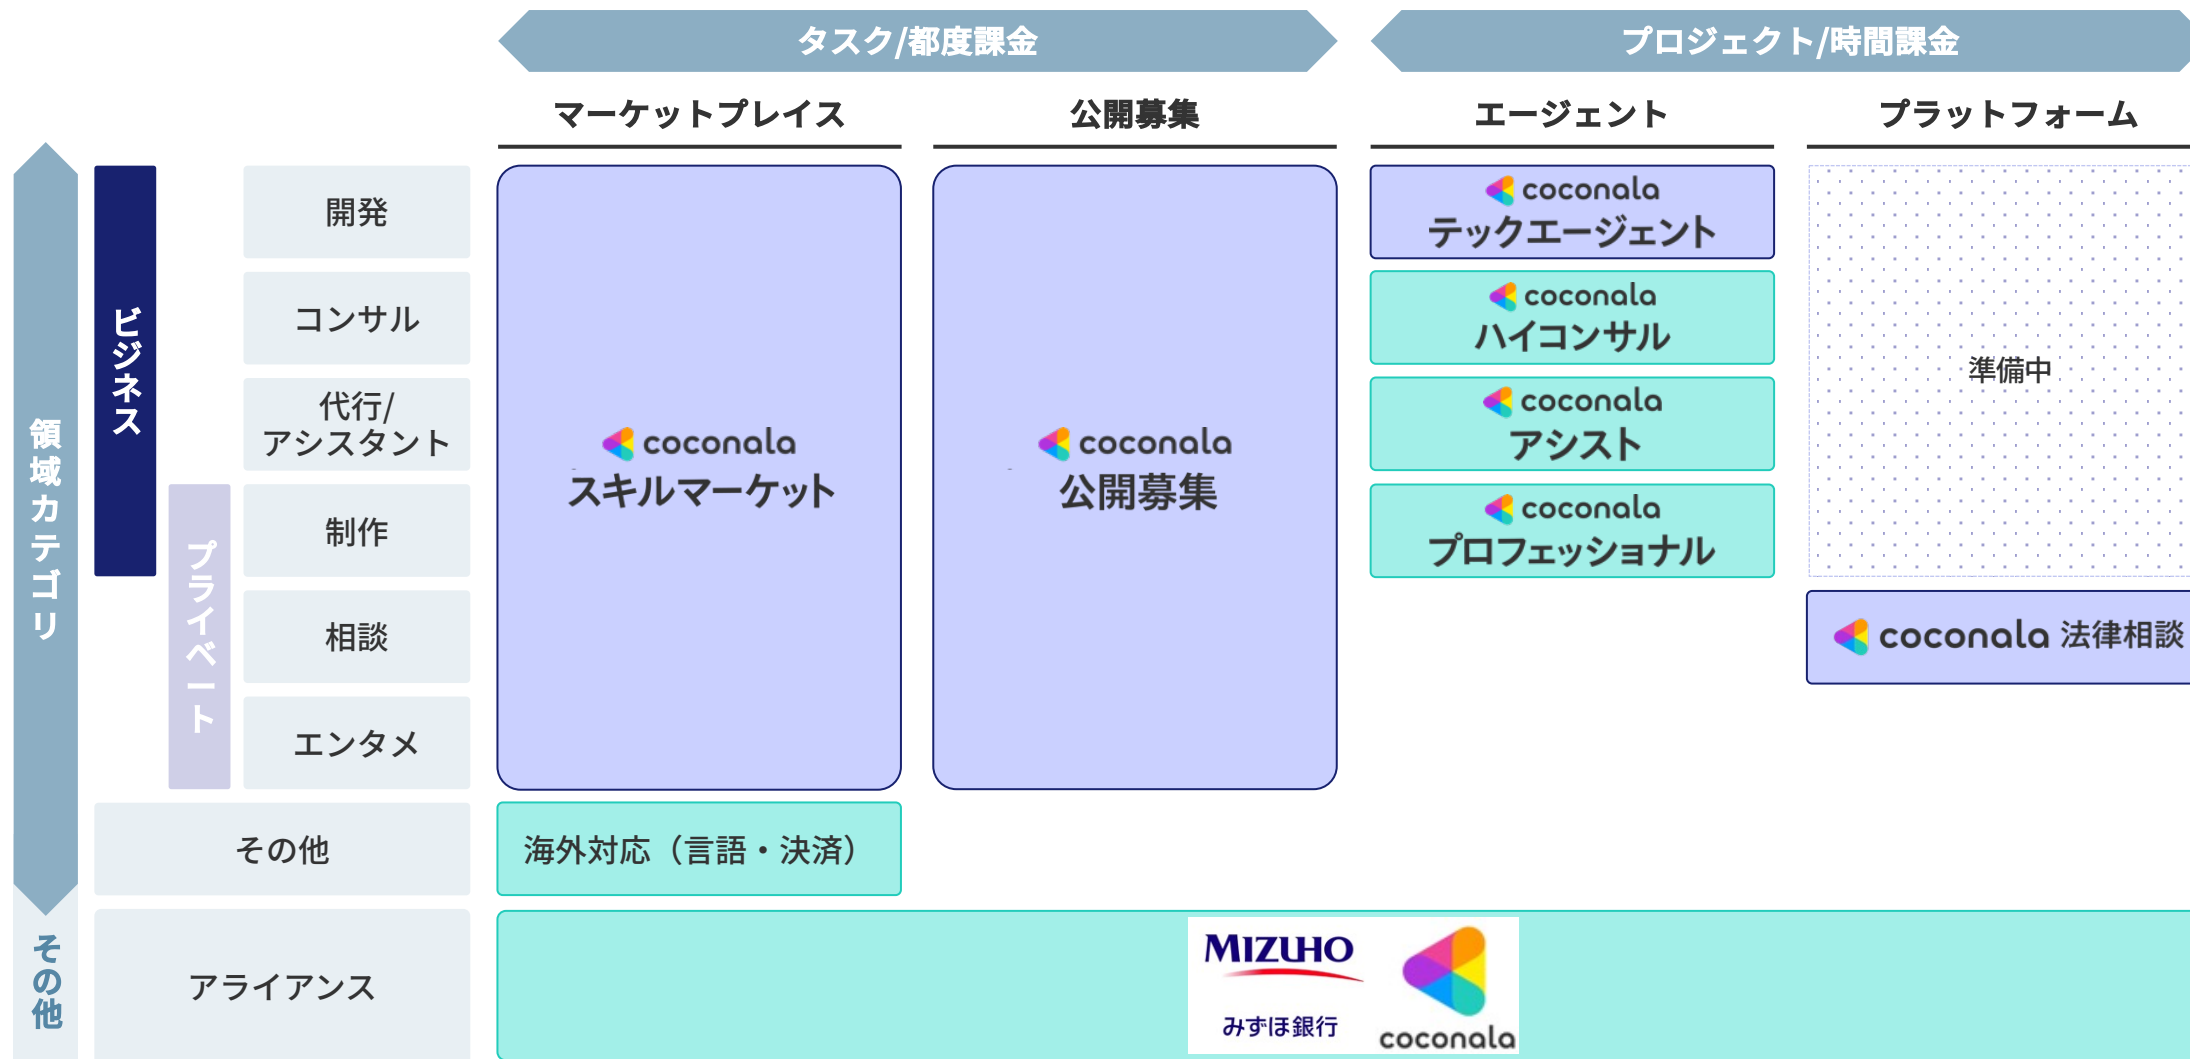 タスク/都度課金
プロジェクト/時間課金
マーケットプレイス
公開募集
エージェント
プラットフォーム
領域カテゴリ
ビジネス
プライベート
開発
コンサル
代行/
アシスタント
制作
相談
エンタメ
coconala
スキルマーケット
coconala
公開募集
coconala
テックエージェント
coconala
ハイコンサル
coconala
アシスト
coconala
プロフェッショナル
準備中
coconala 法律相談
その他
海外対応（言語・決済）
その他
アライアンス
MIZUHO
みずほ銀行
coconala